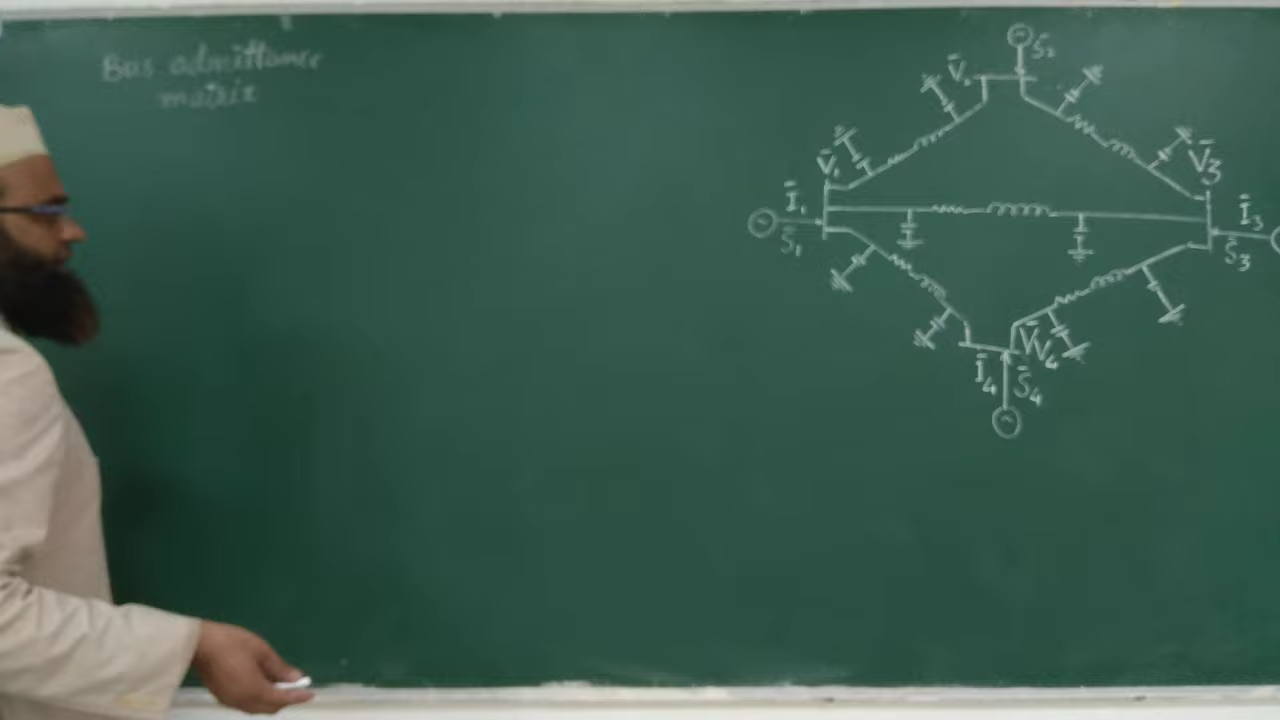 Bus admittance
matrix
S̄₂
V̄₂
V̄₁
V̄₃
Ī₁
S̄₁
Ī₃
S̄₃
V̄₄
Ī₄ S̄₄